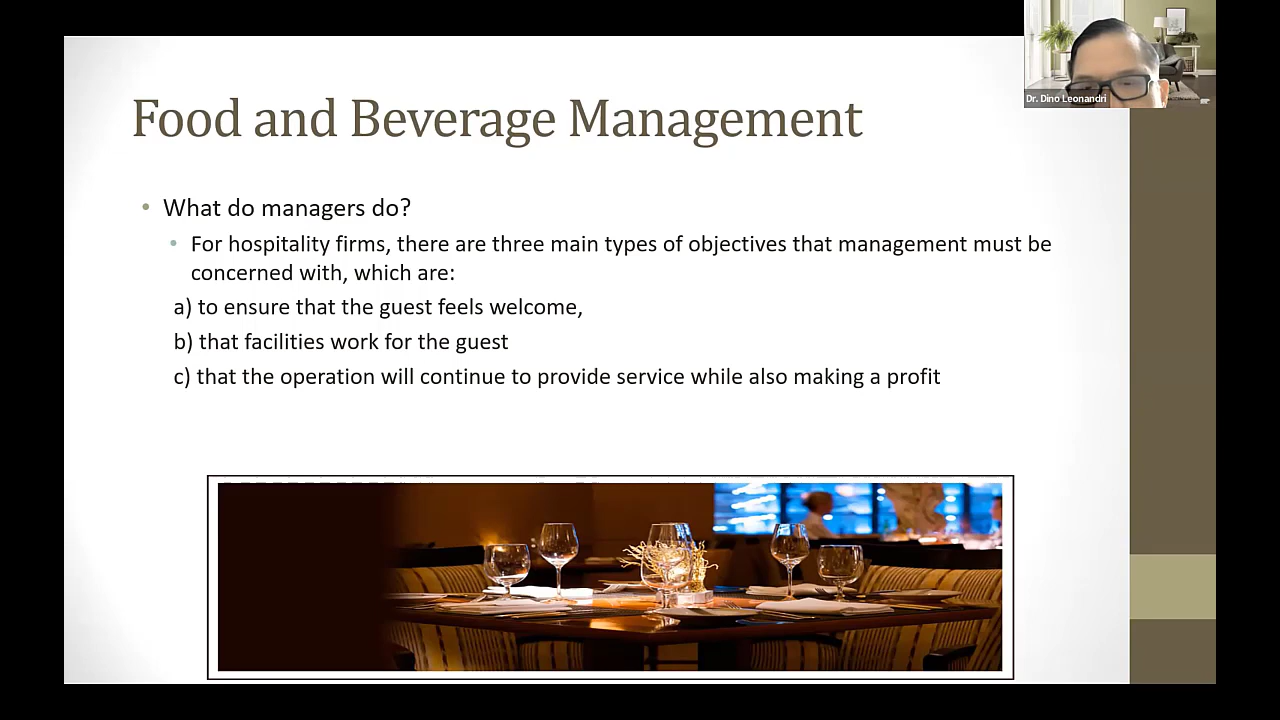 Food and Beverage Management
• What do managers do?
• For hospitality firms, there are three main types of objectives that management must be
concerned with, which are:
a) to ensure that the guest feels welcome,
b) that facilities work for the guest
c) that the operation will continue to provide service while also making a profit
Dr. Dino Leonandri